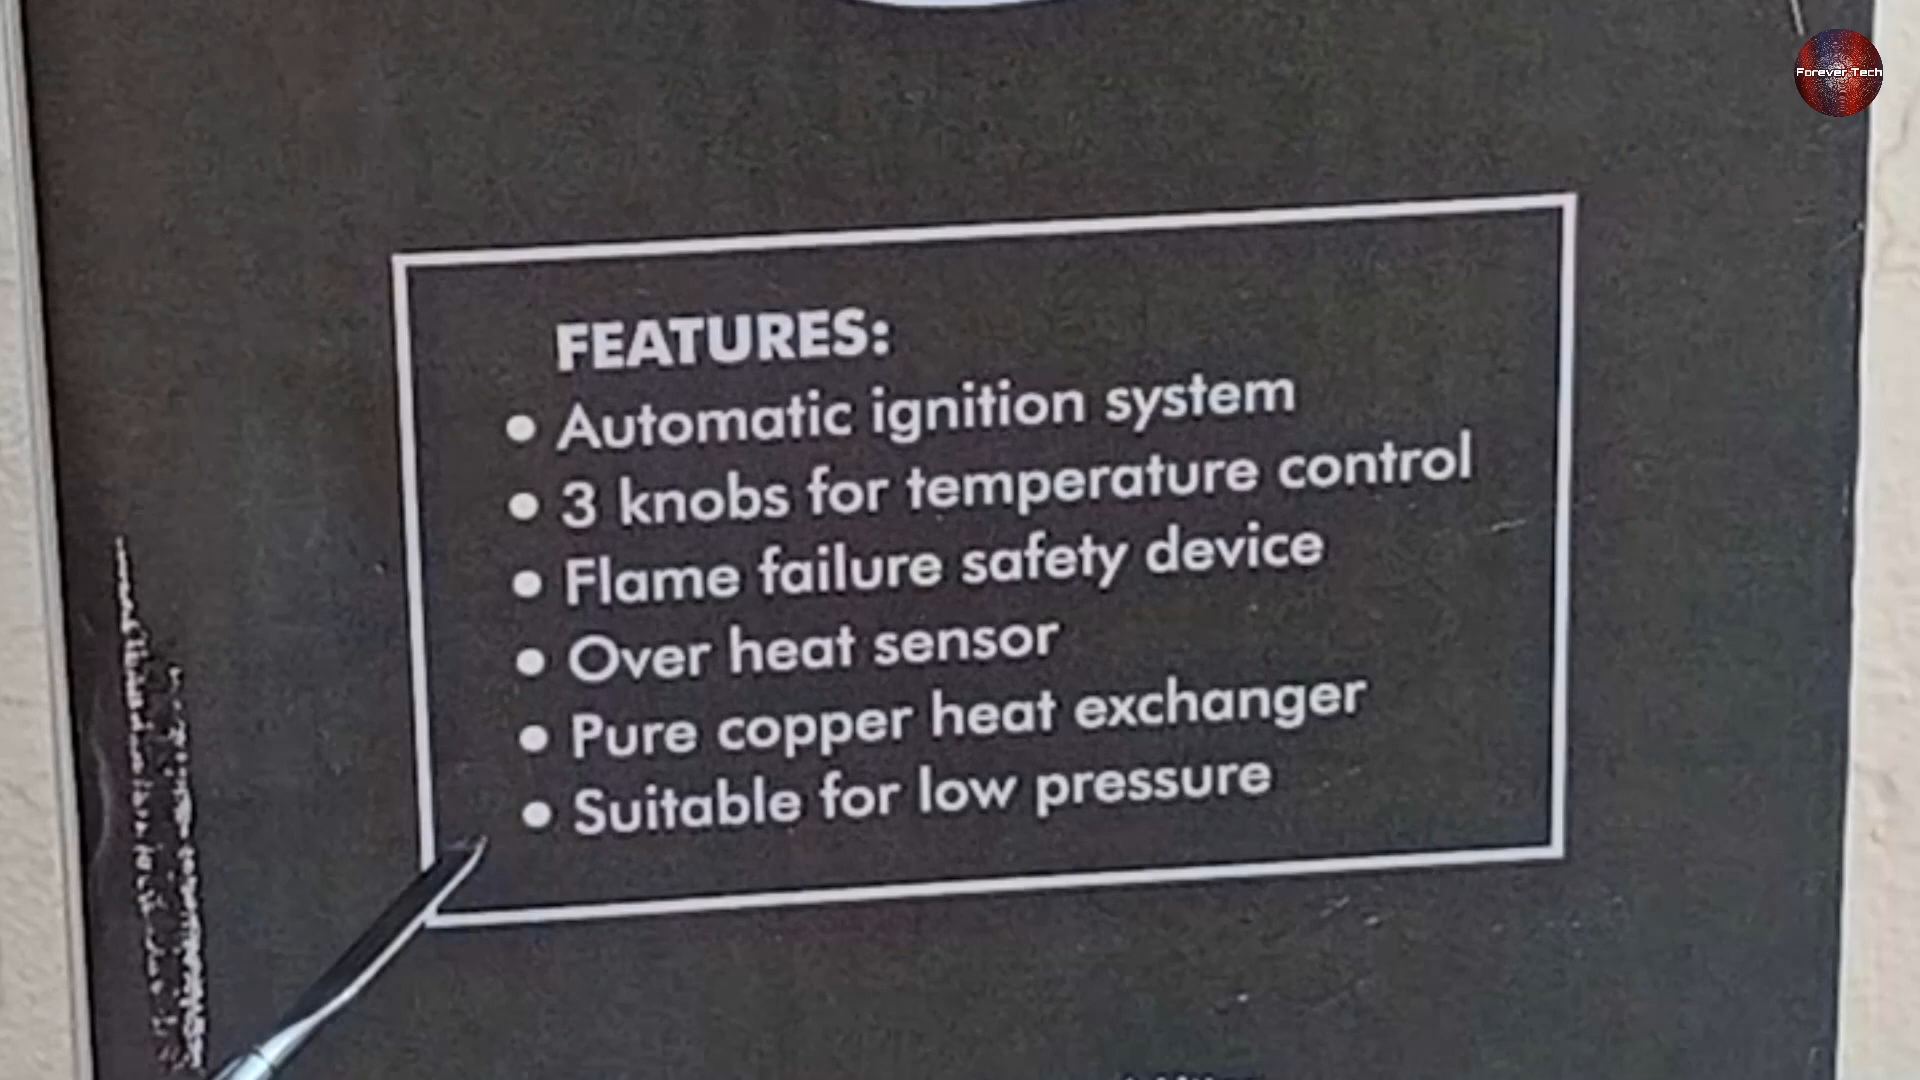 Forever Tech
FEATURES:
• Automatic ignition system
• 3 knobs for temperature control
• Flame failure safety device
• Over heat sensor
• Pure copper heat exchanger
• Suitable for low pressure